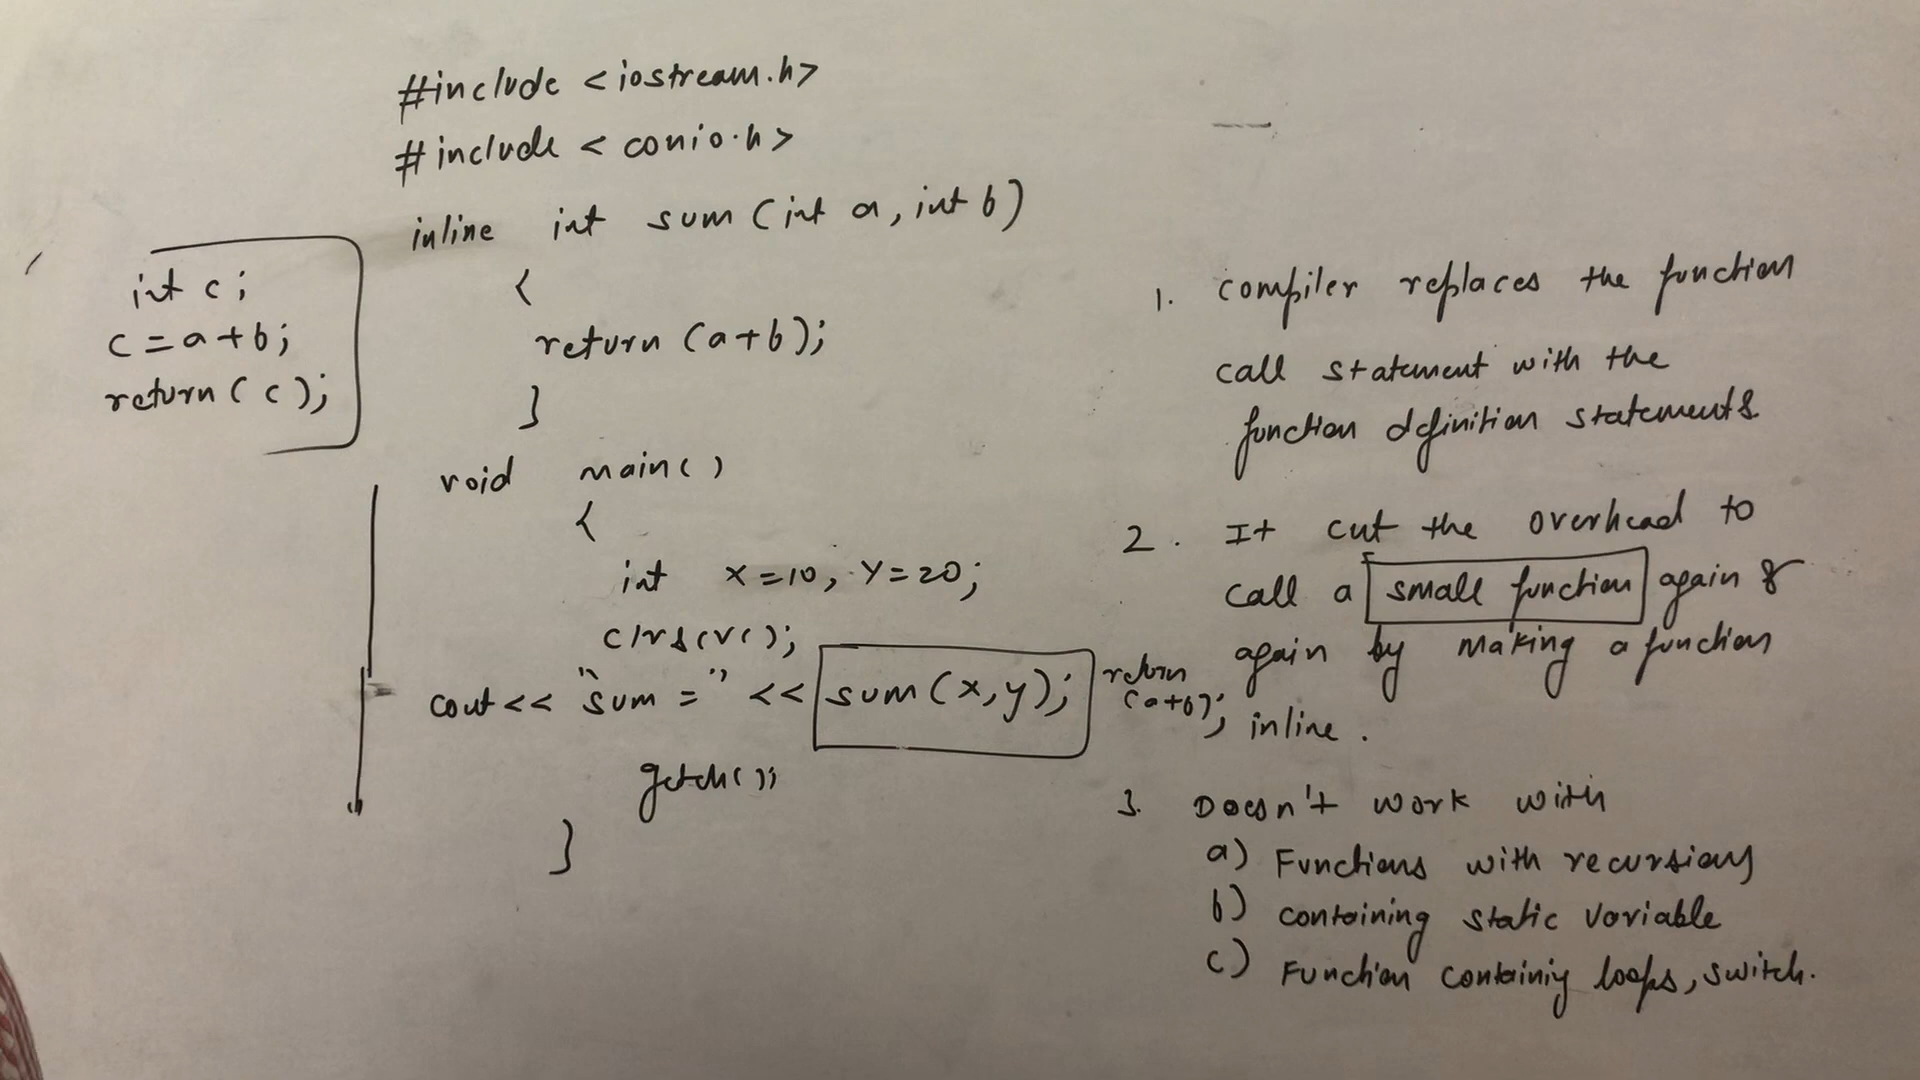 #include <iostream.h>
#include <conio.h>
inline int sum (int a, int b)
{
return (a+b);
}
int c;
c = a + b;
return ( c );
void main( )
{
int x=10, Y=20;
clrscr( );
cout << "sum = " << sum (x, y);
return
(a+b);
getch( );
}
1. compiler replaces the function
call statement with the
function definition statements
2. It cut the overhead to
call a small function again &
again by making a function
inline.
3. Doesn't work with
a) Functions with recursions
b) containing static variable
c) Function containing loops, switch.